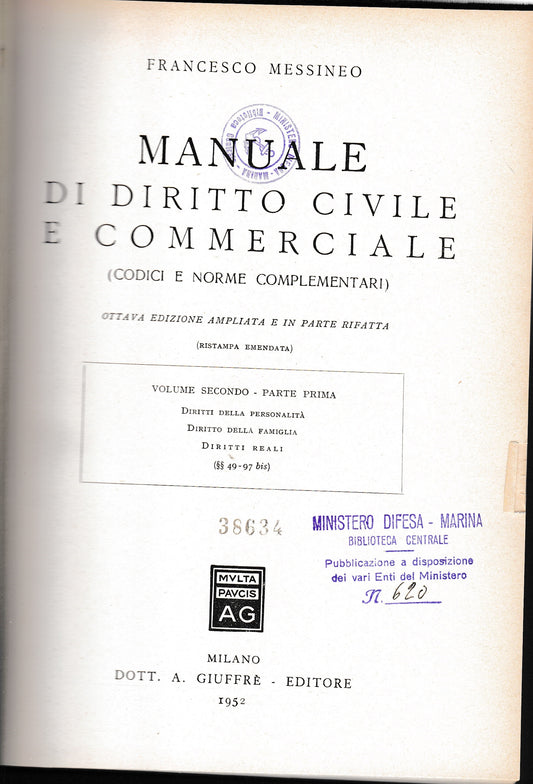 FRANCESCO MESSINEO
MANUALE
DI DIRITTO CIVILE
E COMMERCIALE
(CODICI E NORME COMPLEMENTARI)
OTTAVA EDIZIONE AMPLIATA E IN PARTE RIFATTA
(RISTAMPA EMENDATA)
VOLUME SECONDO - PARTE PRIMA
DIRITTI DELLA PERSONALITÀ
DIRITTO DELLA FAMIGLIA
DIRITTI REALI
(§§ 49-97 bis)
38634
MINISTERO DIFESA - MARINA
BIBLIOTECA CENTRALE
Pubblicazione a disposizione
dei vari Enti del Ministero
N. 620
MVLTA
PAVCIS
AG
MILANO
DOTT. A. GIUFFRÈ - EDITORE
1952